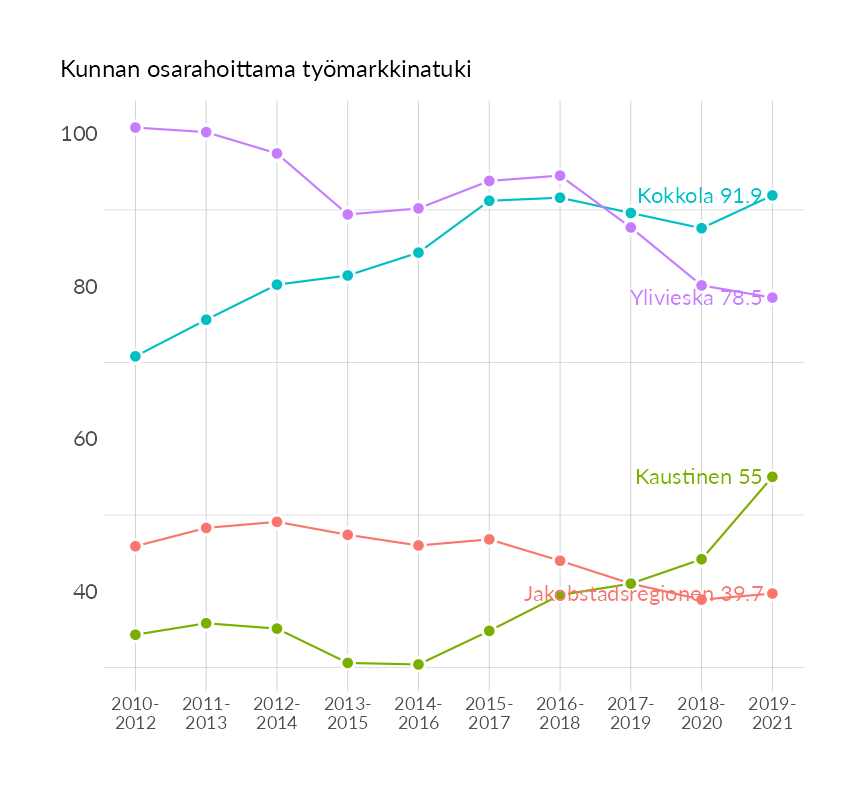 Kunnan osarahoittama työmarkkinatuki
100
80
60
40
Kokkola 91.9
Ylivieska 78.5
Kaustinen 55
Jakobstadsregionen 39.7
2010- 2011- 2012- 2013- 2014- 2015- 2016- 2017- 2018- 2019-
2012 2013 2014 2015 2016 2017 2018 2019 2020 2021